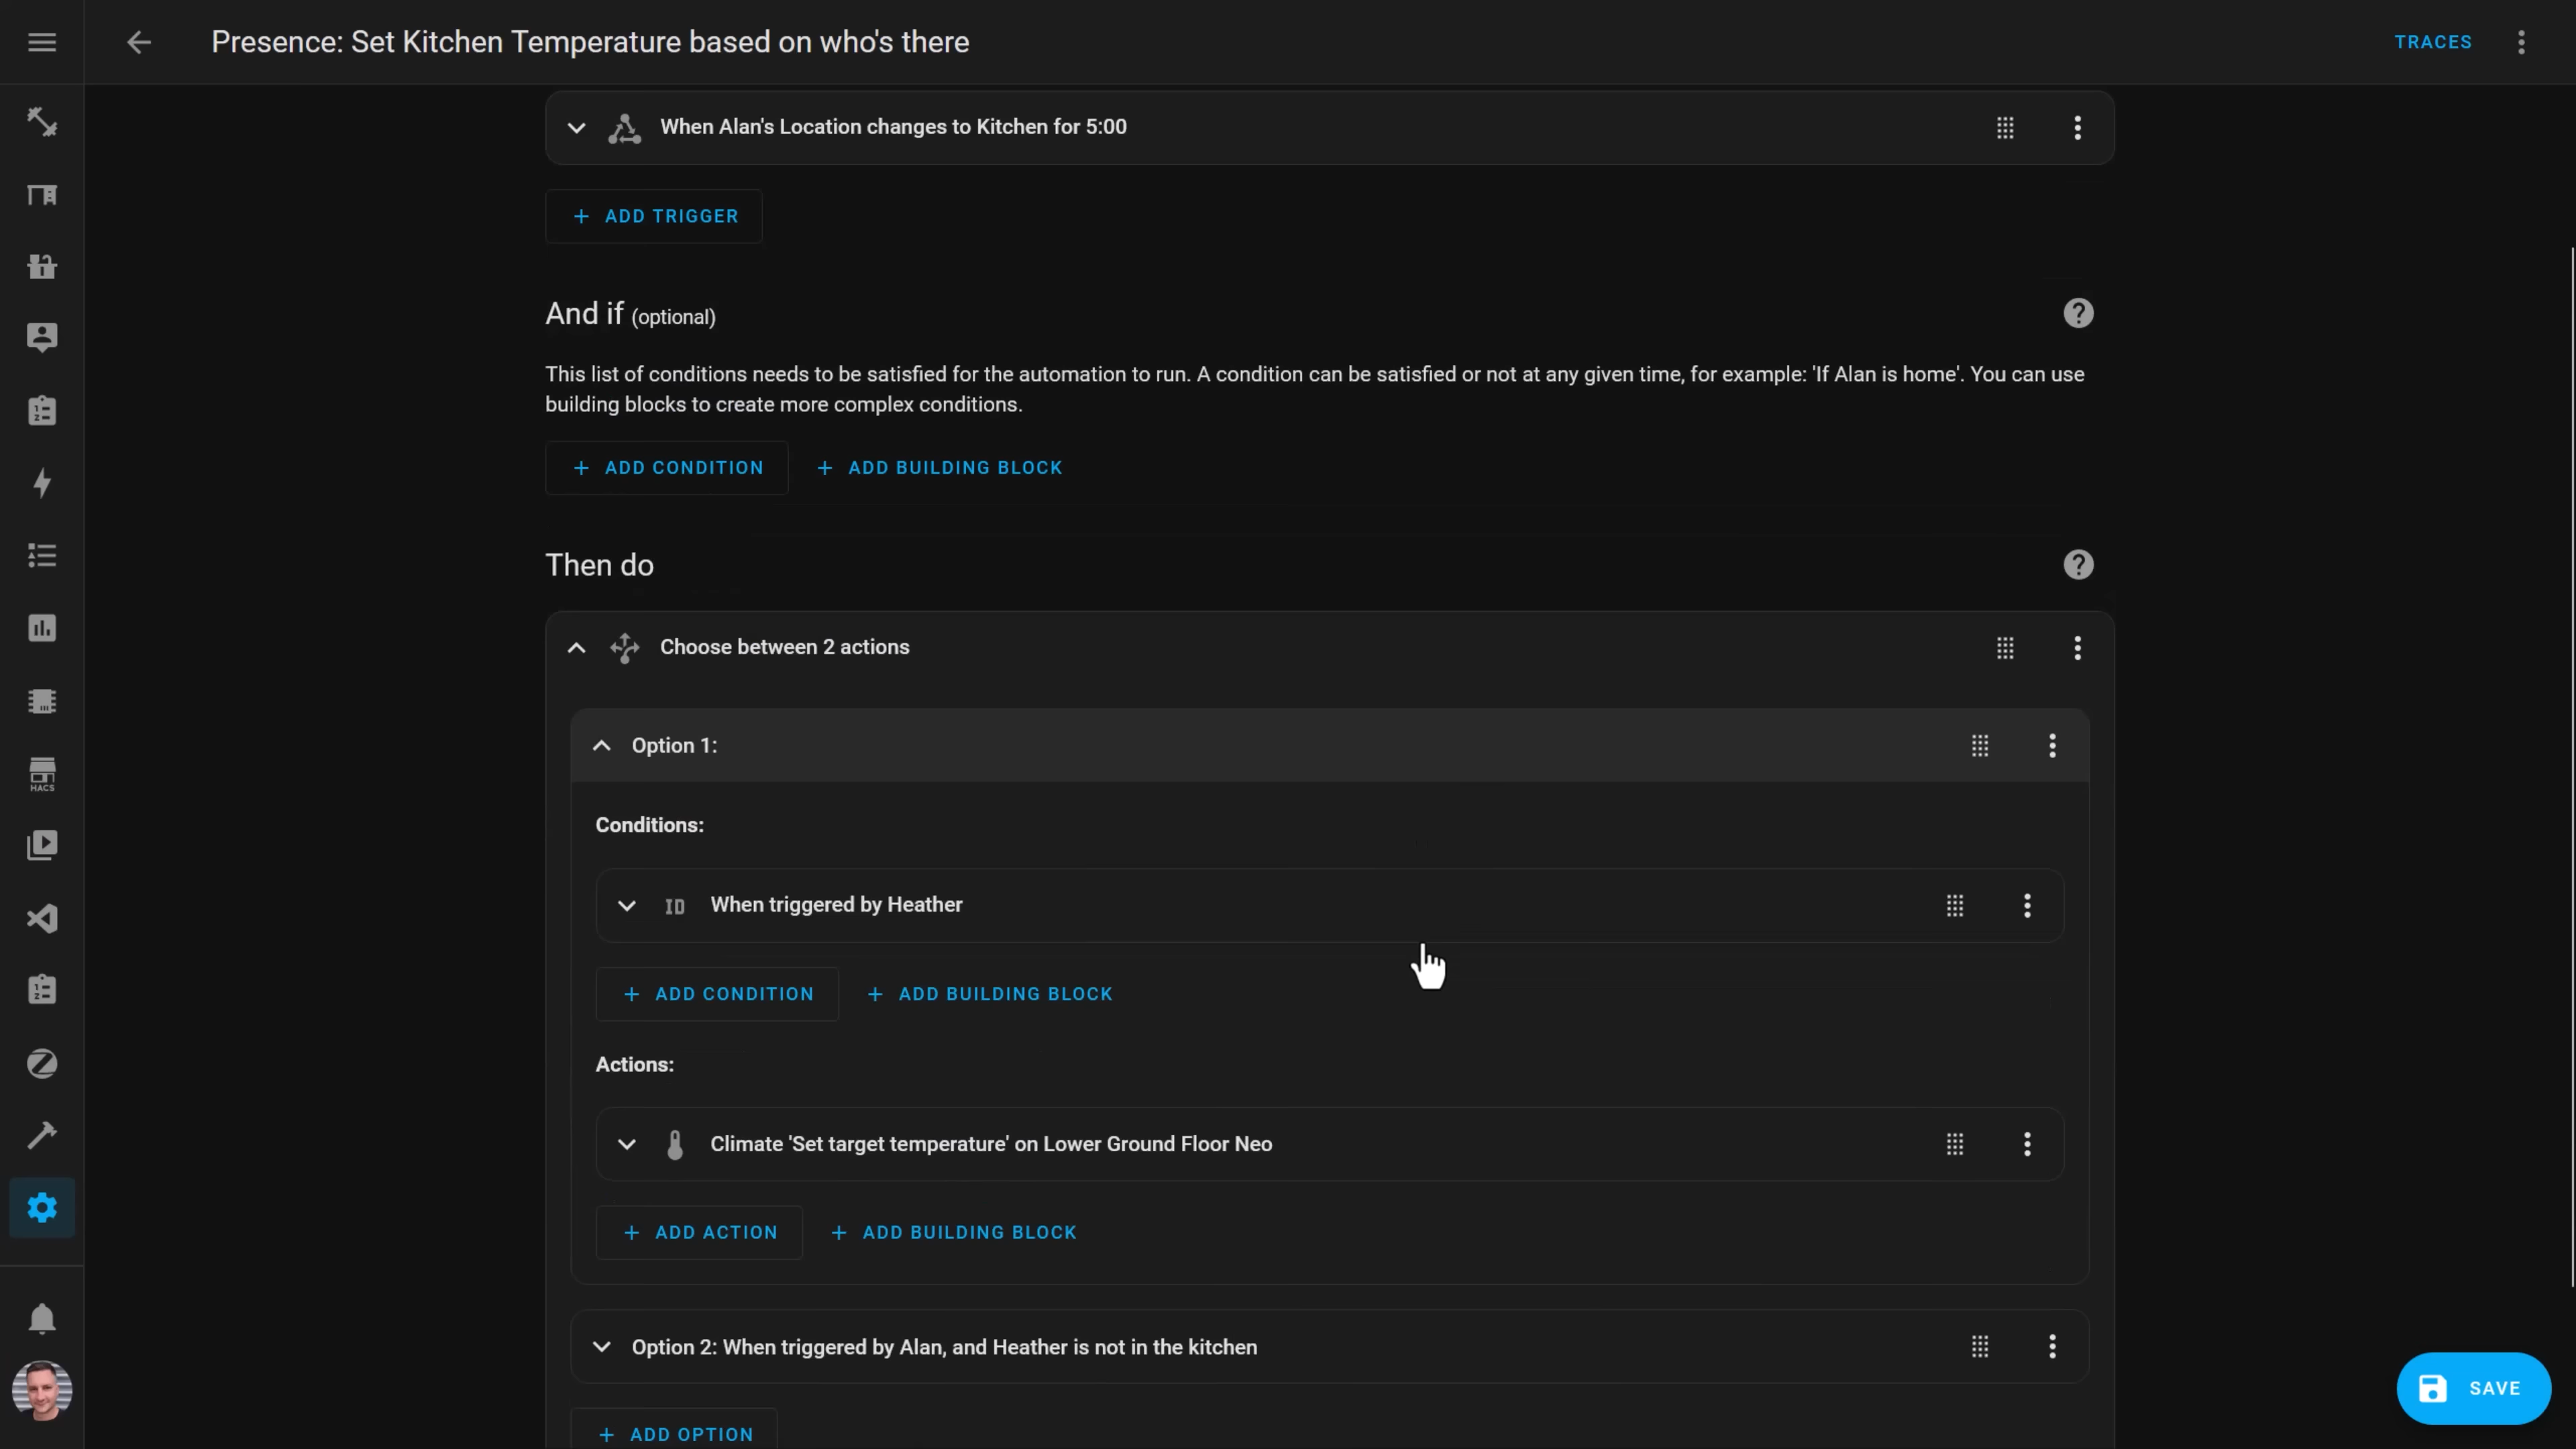 Presence: Set Kitchen Temperature based on who's there
TRACES
When Alan's Location changes to Kitchen for 5:00
ADD TRIGGER
And if (optional)
This list of conditions needs to be satisfied for the automation to run. A condition can be satisfied or not at any given time, for example: 'If Alan is home'. You can use
building blocks to create more complex conditions.
+ ADD CONDITION + ADD BUILDING BLOCK
Then do
Choose between 2 actions
Option 1:
Conditions:
ID When triggered by Heather
+ ADD CONDITION + ADD BUILDING BLOCK
Actions:
Climate 'Set target temperature' on Lower Ground Floor Neo
+ ADD ACTION + ADD BUILDING BLOCK
Option 2: When triggered by Alan, and Heather is not in the kitchen
+ ADD OPTION
SAVE
HACS